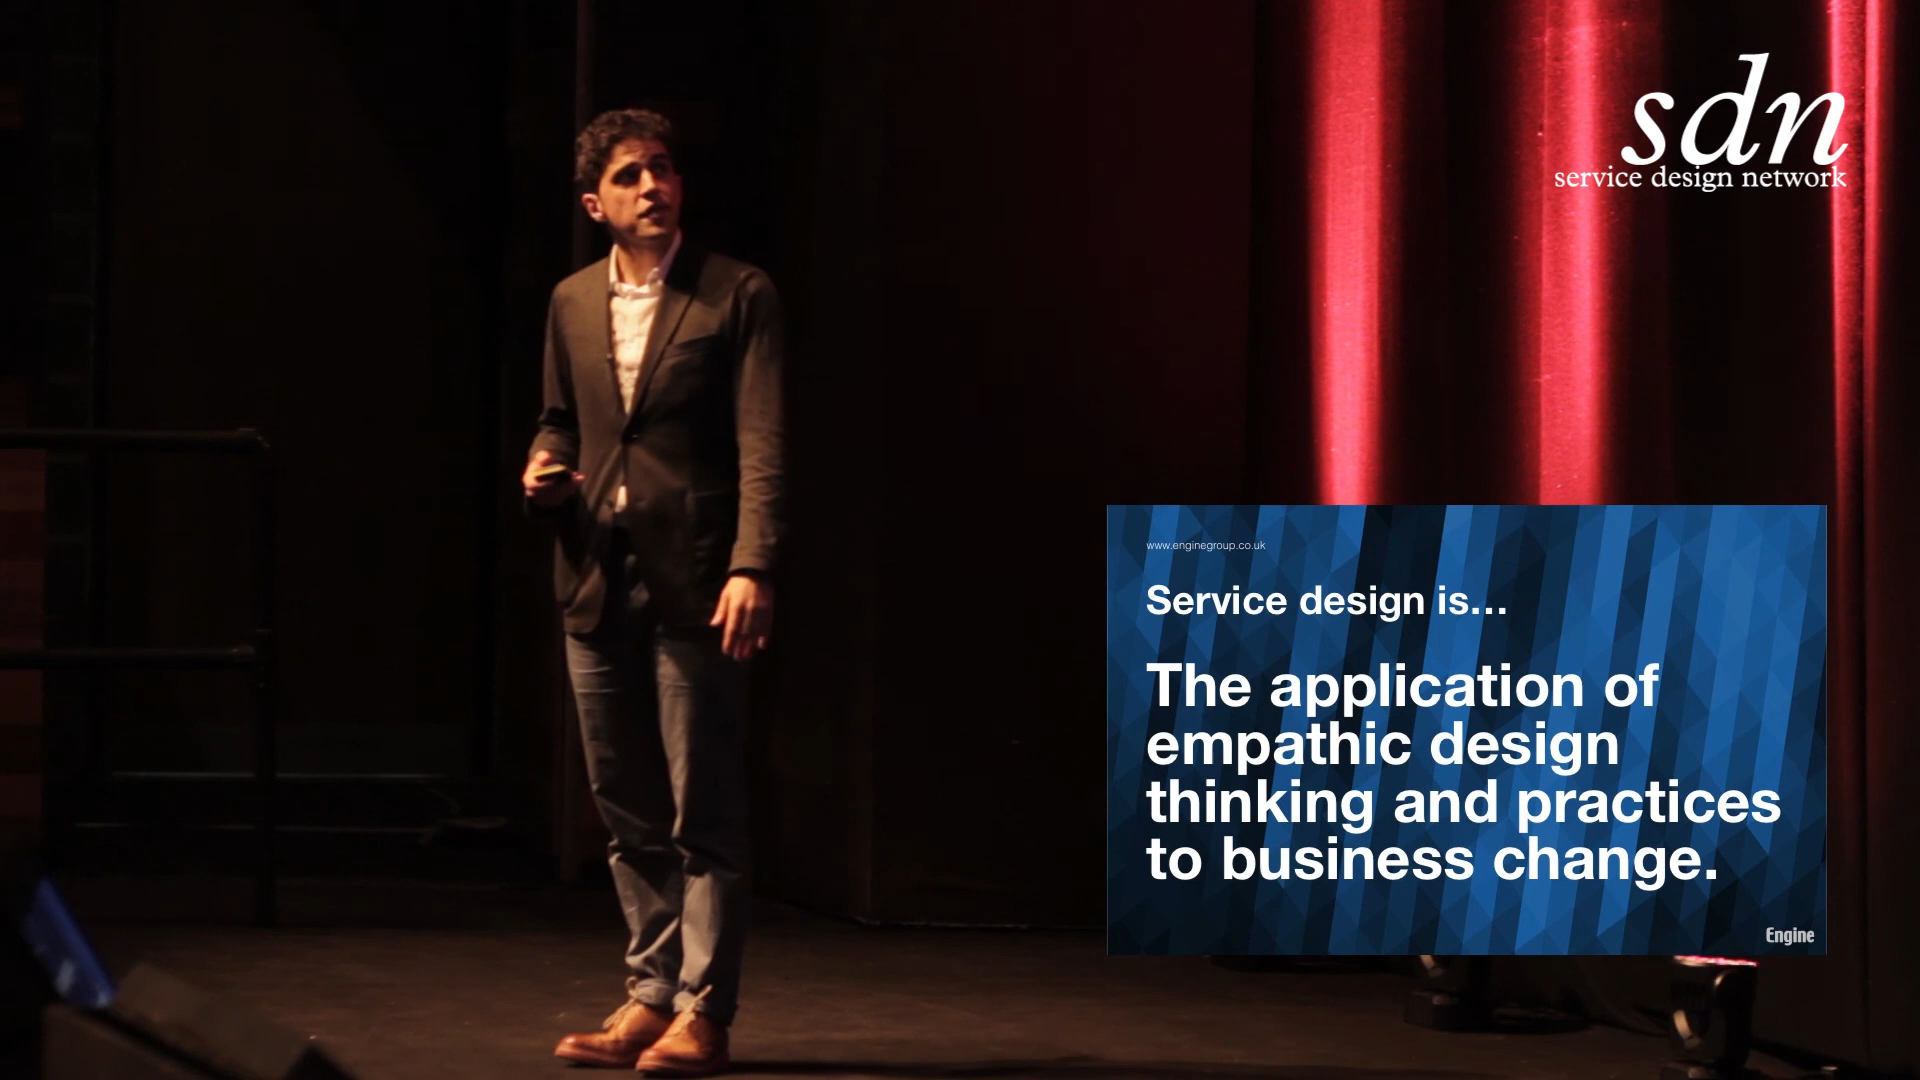 sdn
service design network
www.enginegroup.co.uk
Service design is...
The application of
empathic design
thinking and practices
to business change.
Engine